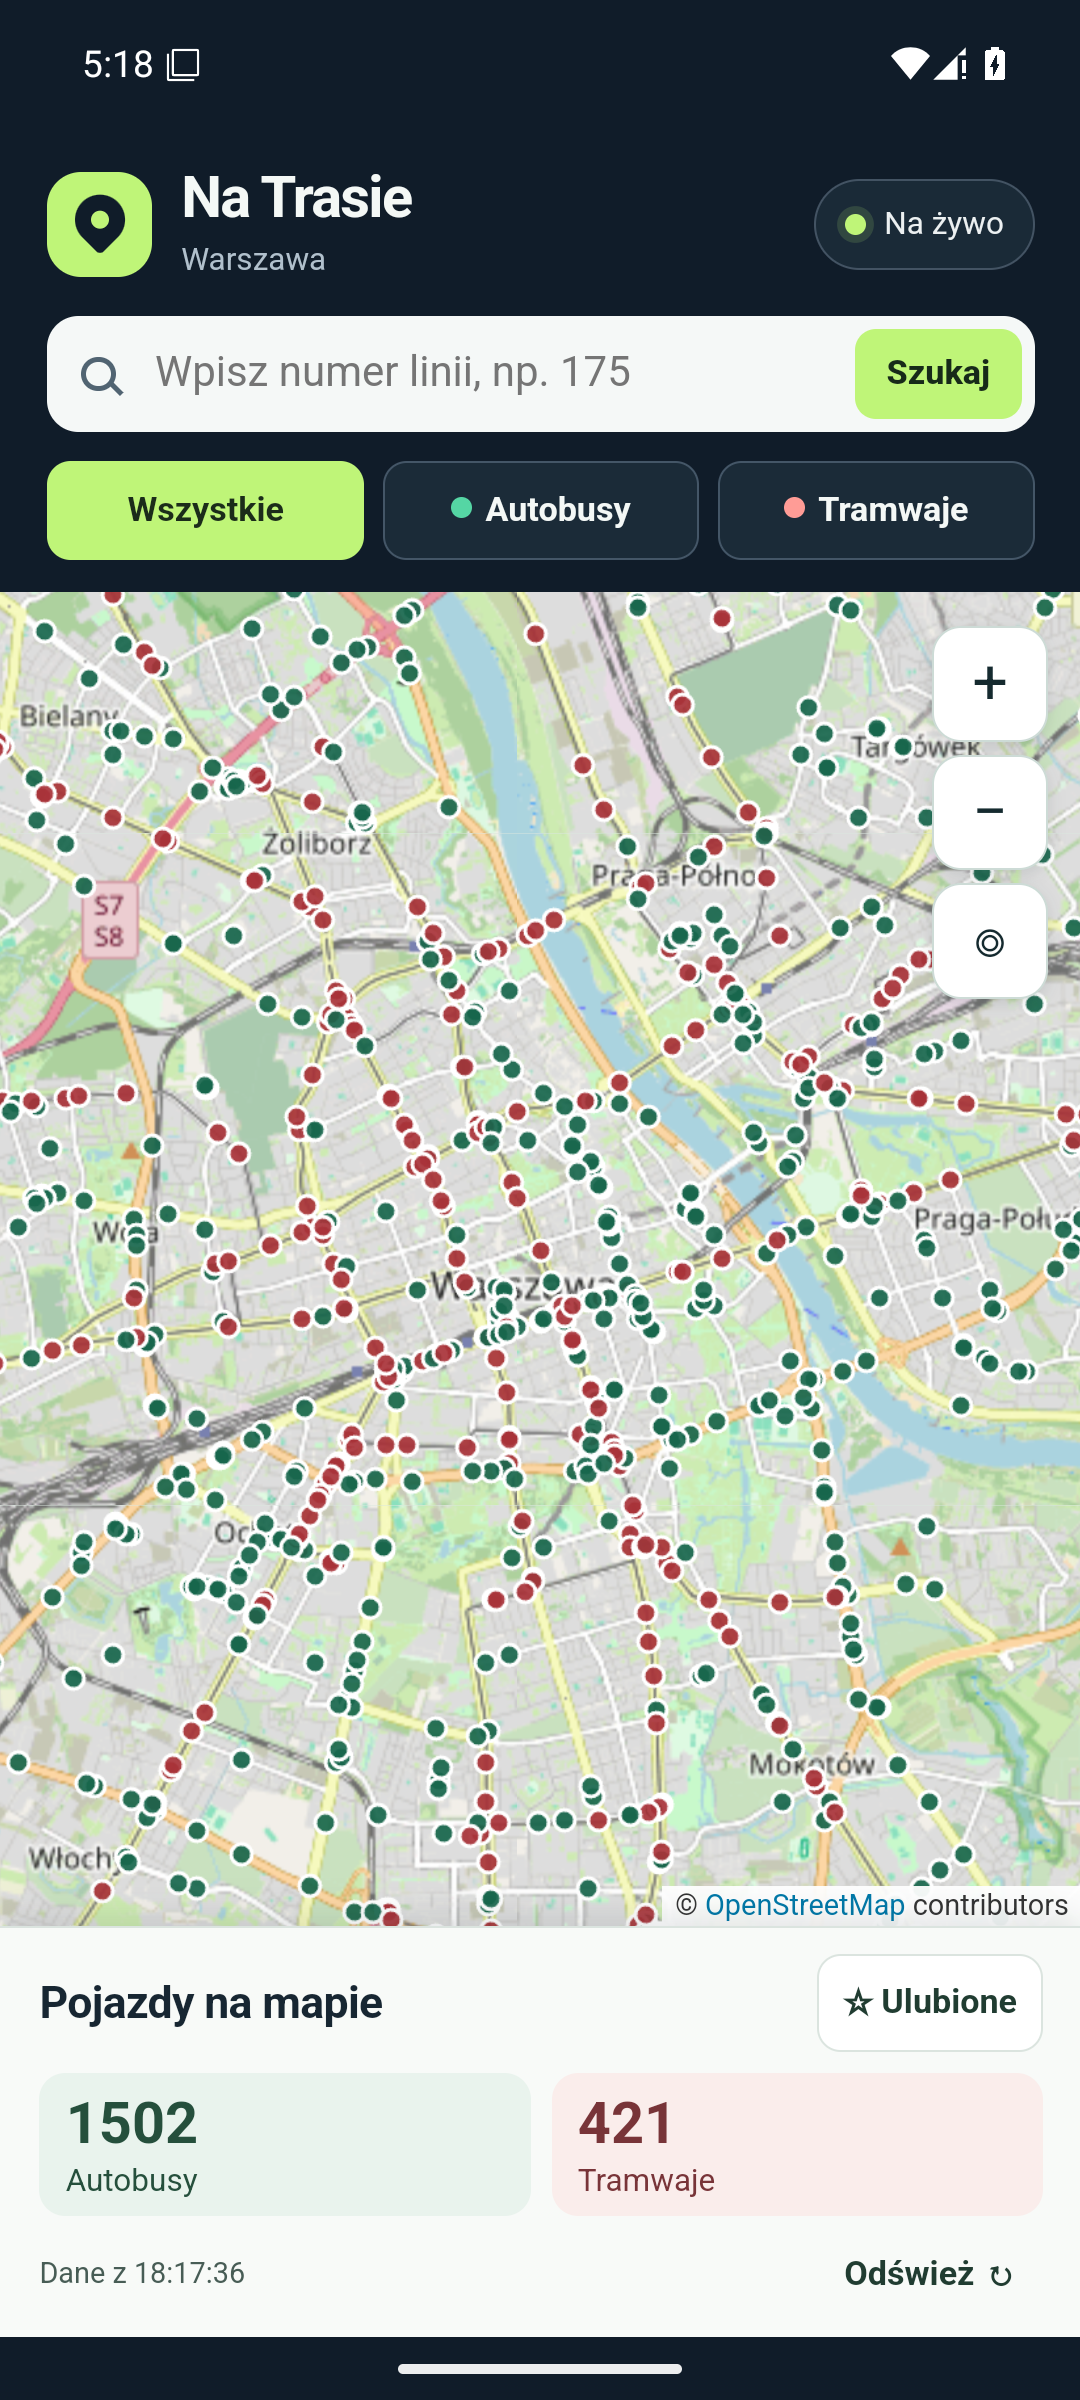 5:18
Na Trasie
Warszawa
Na żywo
Wpisz numer linii, np. 175
Szukaj
Wszystkie
Autobusy
Tramwaje
Bielany
Targówek
Żoliborz
Praga-Półno
S7
S8
Wola
Praga-Połu
Warszawa
Oc
Mokotów
Włochy
© OpenStreetMap contributors
Pojazdy na mapie
☆ Ulubione
1502
Autobusy
421
Tramwaje
Dane z 18:17:36
Odśwież ↻